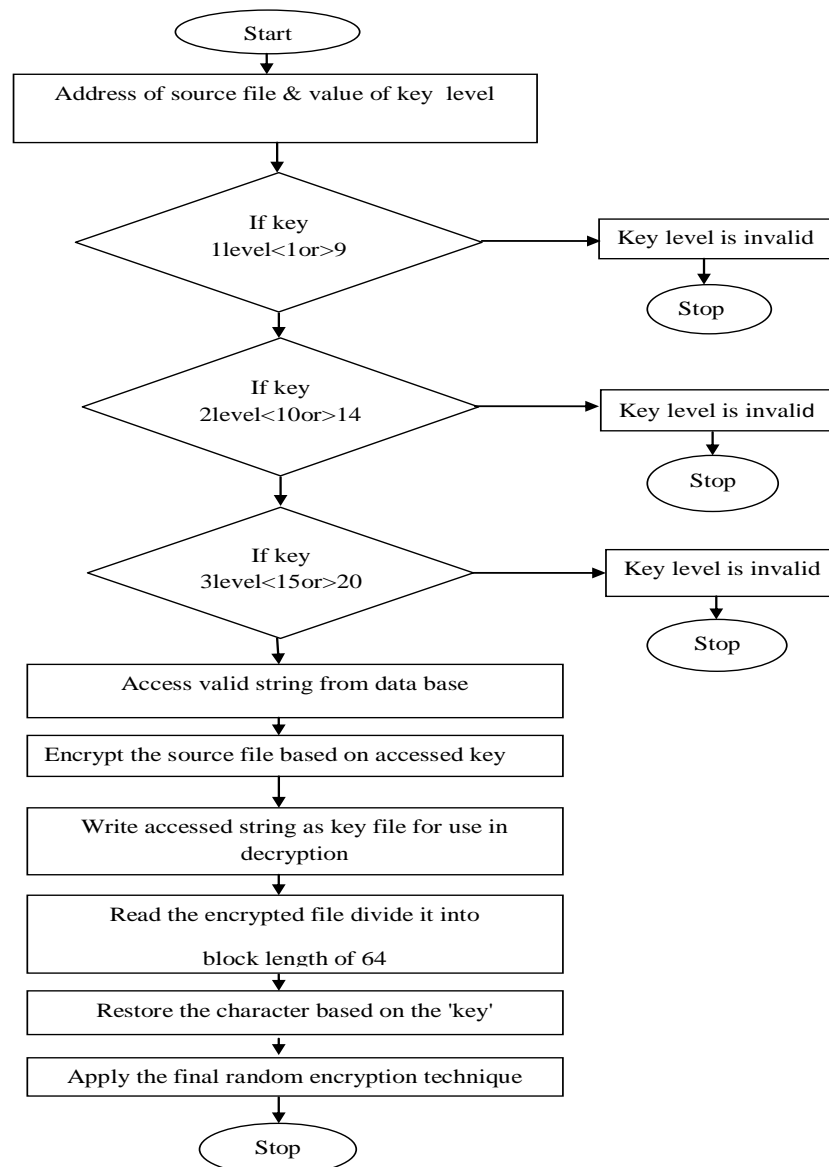 Start
Address of source file & value of key level
If key
1level<1or>9
Key level is invalid
Stop
If key
2level<10or>14
Key level is invalid
Stop
If key
3level<15or>20
Key level is invalid
Stop
Access valid string from data base
Encrypt the source file based on accessed key
Write accessed string as key file for use in
decryption
Read the encrypted file divide it into
block length of 64
Restore the character based on the 'key'
Apply the final random encryption technique
Stop